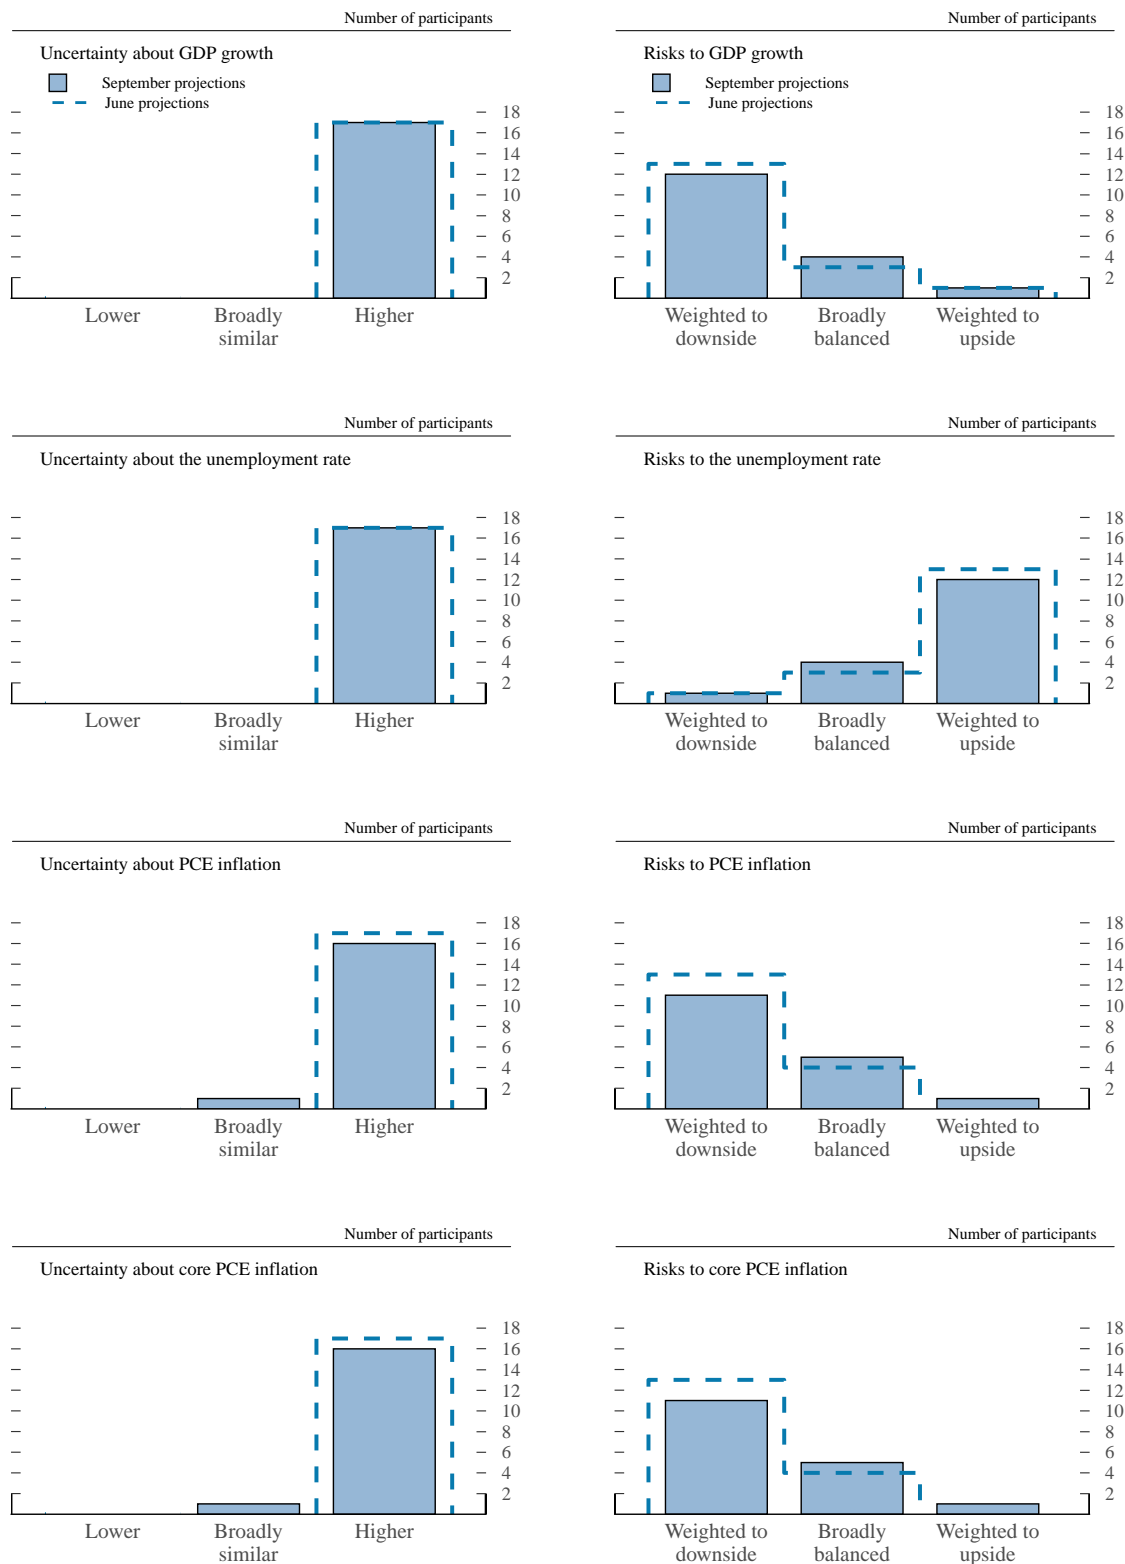 Number of participants
Uncertainty about GDP growth
September projections
June projections
18
16
14
12
10
8
6
4
2
Lower
Broadly
similar
Higher
Number of participants
Risks to GDP growth
September projections
June projections
18
16
14
12
10
8
6
4
2
Weighted to
downside
Broadly
balanced
Weighted to
upside
Number of participants
Uncertainty about the unemployment rate
18
16
14
12
10
8
6
4
2
Lower
Broadly
similar
Higher
Number of participants
Risks to the unemployment rate
18
16
14
12
10
8
6
4
2
Weighted to
downside
Broadly
balanced
Weighted to
upside
Number of participants
Uncertainty about PCE inflation
18
16
14
12
10
8
6
4
2
Lower
Broadly
similar
Higher
Number of participants
Risks to PCE inflation
18
16
14
12
10
8
6
4
2
Weighted to
downside
Broadly
balanced
Weighted to
upside
Number of participants
Uncertainty about core PCE inflation
18
16
14
12
10
8
6
4
2
Lower
Broadly
similar
Higher
Number of participants
Risks to core PCE inflation
18
16
14
12
10
8
6
4
2
Weighted to
downside
Broadly
balanced
Weighted to
upside